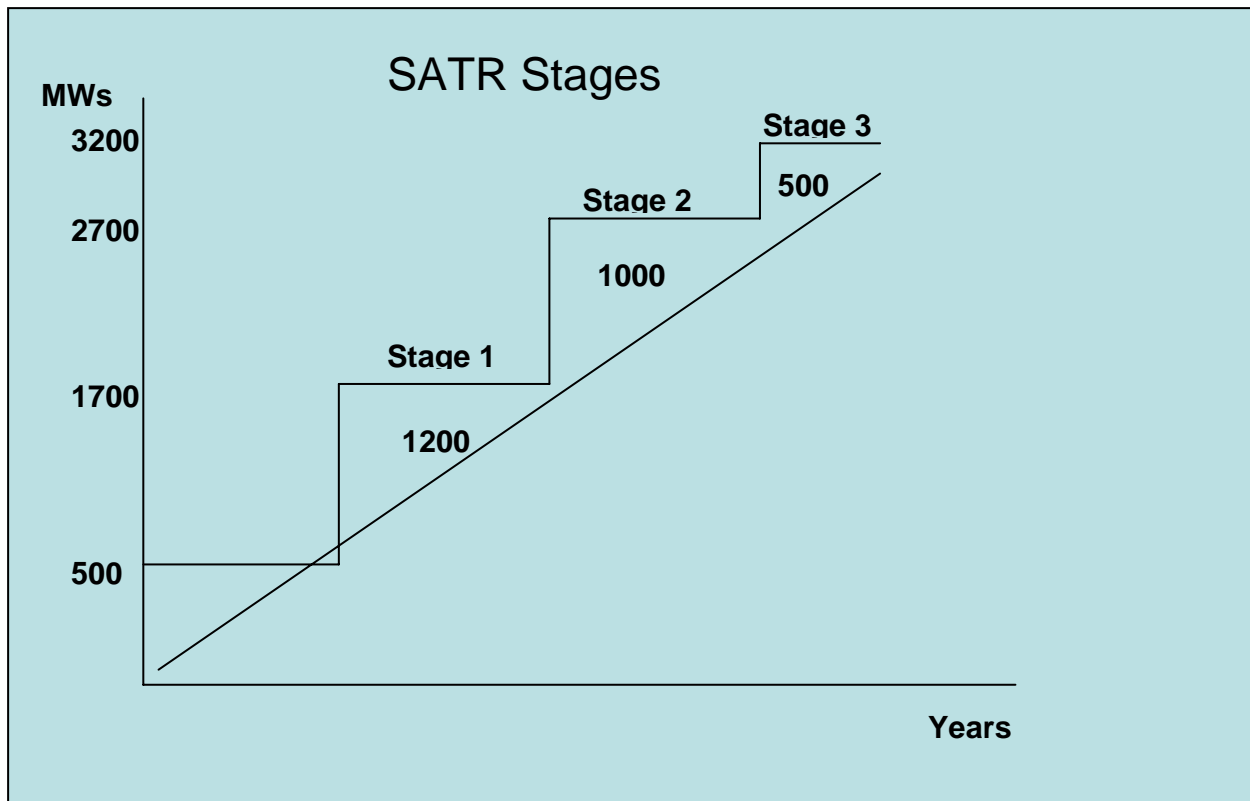 SATR Stages
MWs
3200
Stage 3
500
2700
Stage 2
1000
Stage 1
1700
1200
500
Years